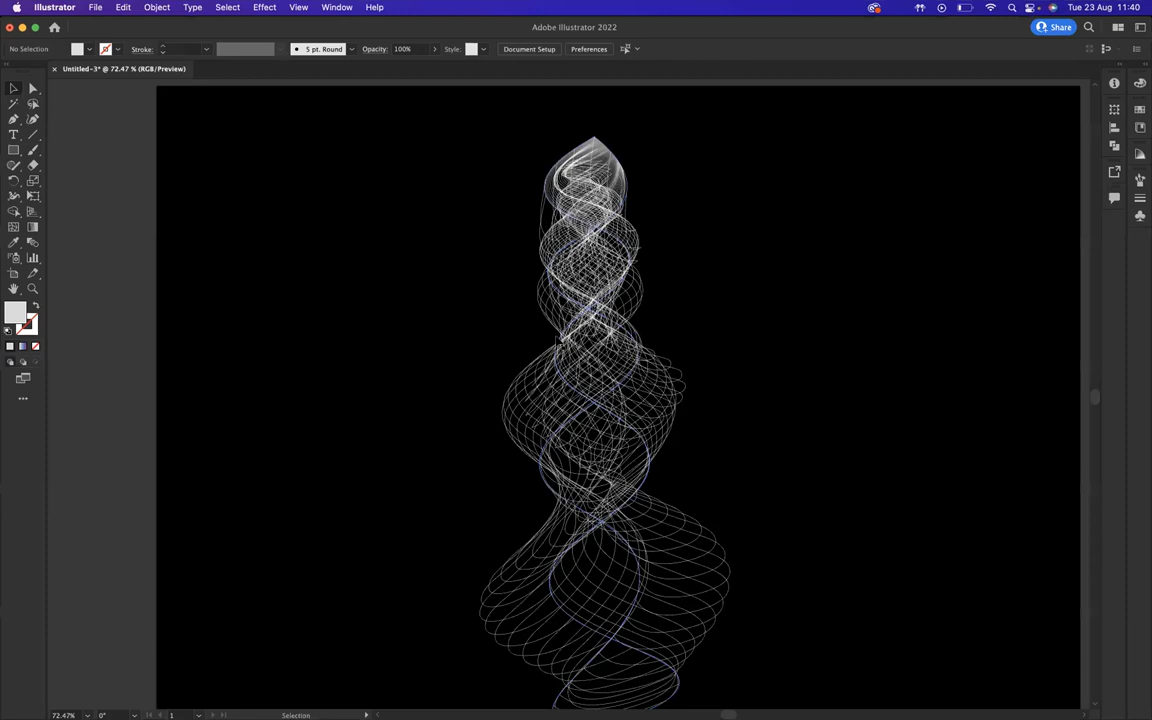 Illustrator File Edit Object Type Select Effect View Window Help Tue 23 Aug 11:40
Adobe Illustrator 2022 Share
No Selection Stroke: 5 pt. Round Opacity: 100% Style: Document Setup Preferences
Untitled-3* @ 72.47 % (RGB/Preview)
72.47% 0° 1 Selection